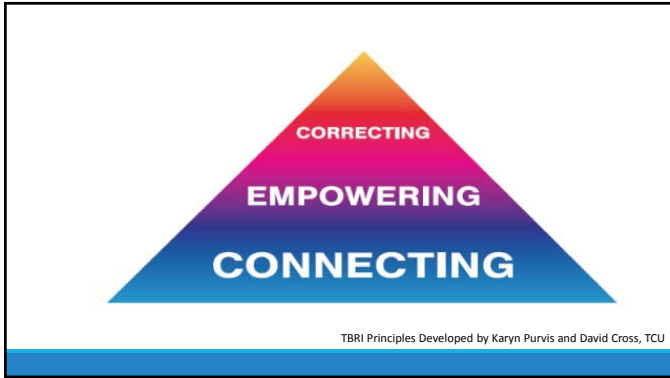 CORRECTING
EMPOWERING
CONNECTING
TBRI Principles Developed by Karyn Purvis and David Cross, TCU